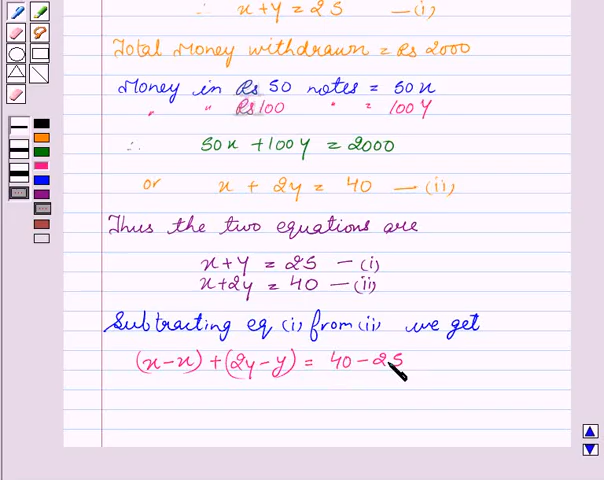 ∴ x+y = 25 —(i)
Total Money withdrawn = Rs 2000
Money in Rs 50 notes = 50x
" " Rs 100 " = 100y
∴ 50x + 100y = 2000
or x + 2y = 40 —(ii)
Thus the two equations are
x+y = 25 —(i)
x+2y = 40 —(ii)
Subtracting eq (i) from (ii) we get
(x-x) + (2y-y) = 40-25